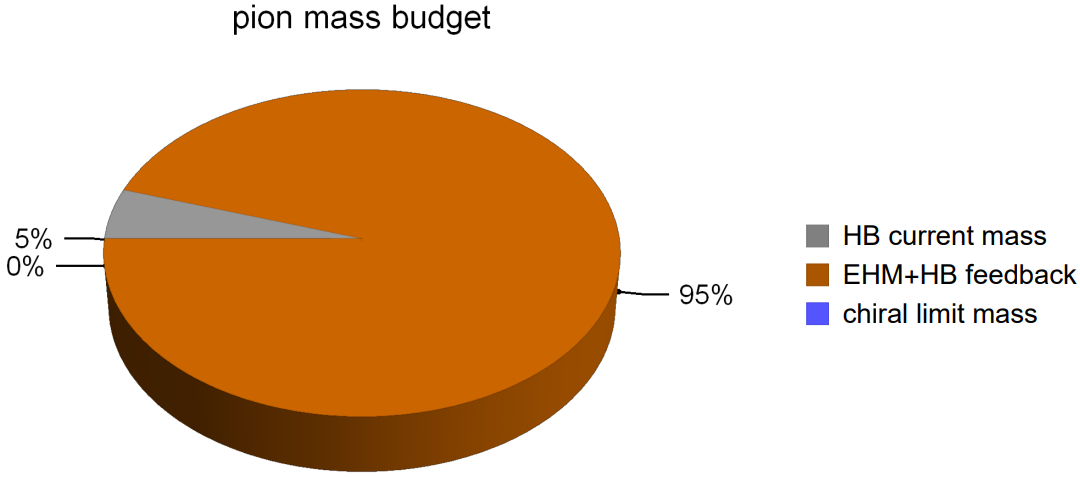 pion mass budget
5%
0%
95%
HB current mass
EHM+HB feedback
chiral limit mass